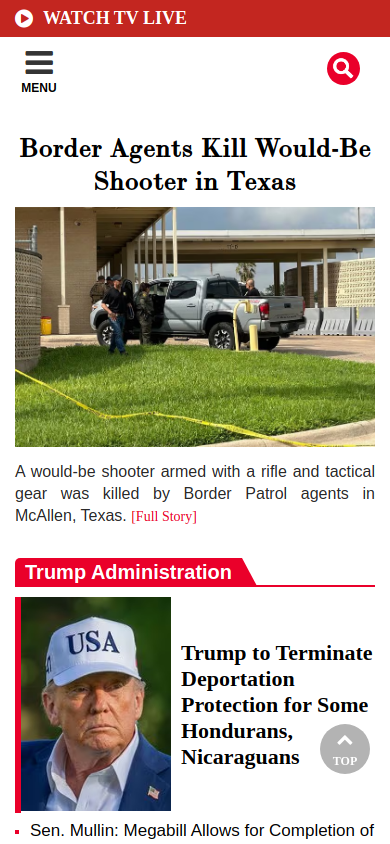 WATCH TV LIVE
MENU
Border Agents Kill Would-Be
Shooter in Texas
A would-be shooter armed with a rifle and tactical
gear was killed by Border Patrol agents in
McAllen, Texas. [Full Story]
Trump Administration
USA
Trump to Terminate
Deportation
Protection for Some
Hondurans,
Nicaraguans
TOP
Sen. Mullin: Megabill Allows for Completion of